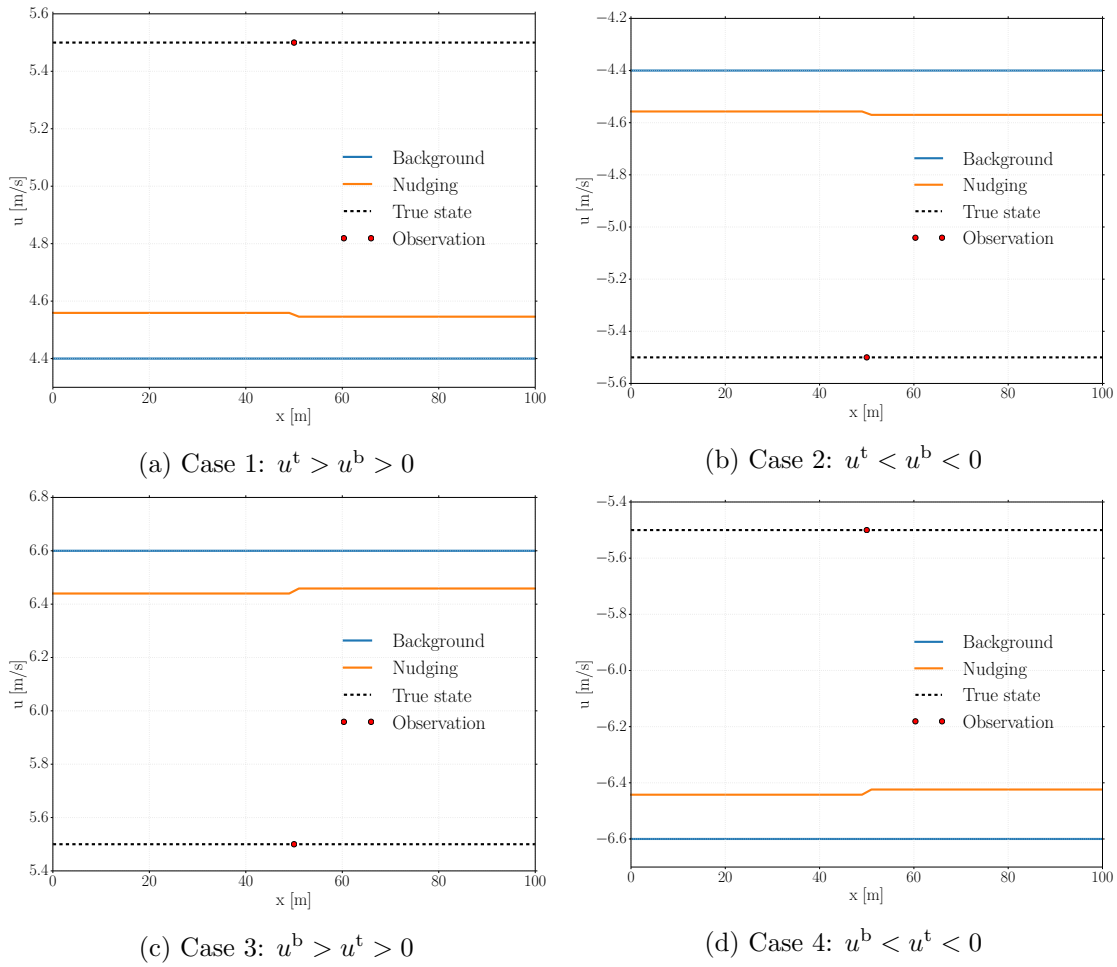 5.6
5.4
5.2
5.0
4.8
4.6
4.4
u [m/s]
0 20 40 60 80 100
x [m]
Background
Nudging
True state
Observation
(a) Case 1: uᵗ > uᵇ > 0
−4.2
−4.4
−4.6
−4.8
−5.0
−5.2
−5.4
−5.6
u [m/s]
0 20 40 60 80 100
x [m]
Background
Nudging
True state
Observation
(b) Case 2: uᵗ < uᵇ < 0
6.8
6.6
6.4
6.2
6.0
5.8
5.6
5.4
u [m/s]
0 20 40 60 80 100
x [m]
Background
Nudging
True state
Observation
(c) Case 3: uᵇ > uᵗ > 0
−5.4
−5.6
−5.8
−6.0
−6.2
−6.4
−6.6
u [m/s]
0 20 40 60 80 100
x [m]
Background
Nudging
True state
Observation
(d) Case 4: uᵇ < uᵗ < 0